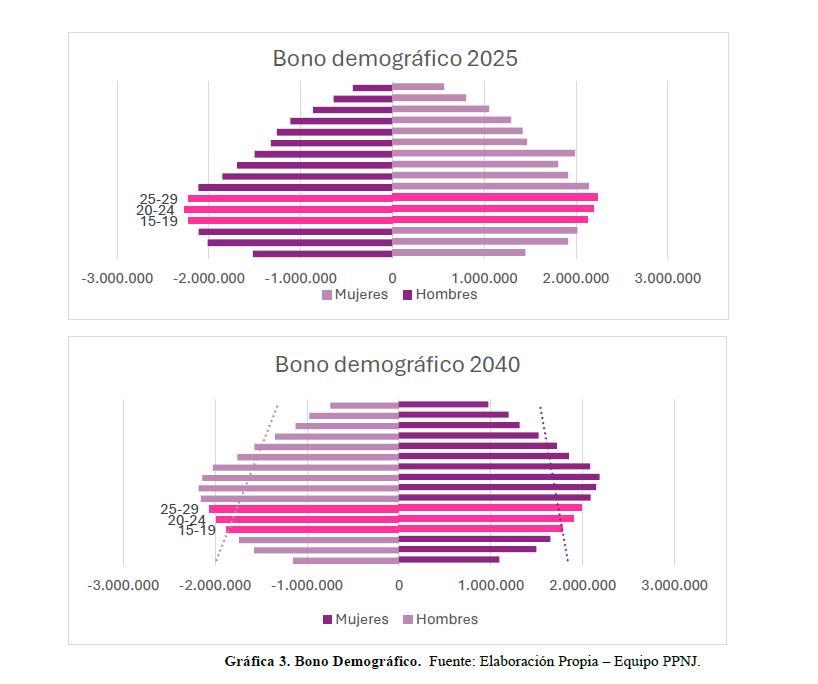 Bono demográfico 2025
25-29
20-24
15-19
-3.000.000 -2.000.000 -1.000.000 0 1.000.000 2.000.000 3.000.000
Mujeres Hombres
Bono demográfico 2040
25-29
20-24
15-19
-3.000.000 -2.000.000 -1.000.000 0 1.000.000 2.000.000 3.000.000
Mujeres Hombres
Gráfica 3. Bono Demográfico. Fuente: Elaboración Propia – Equipo PPNJ.